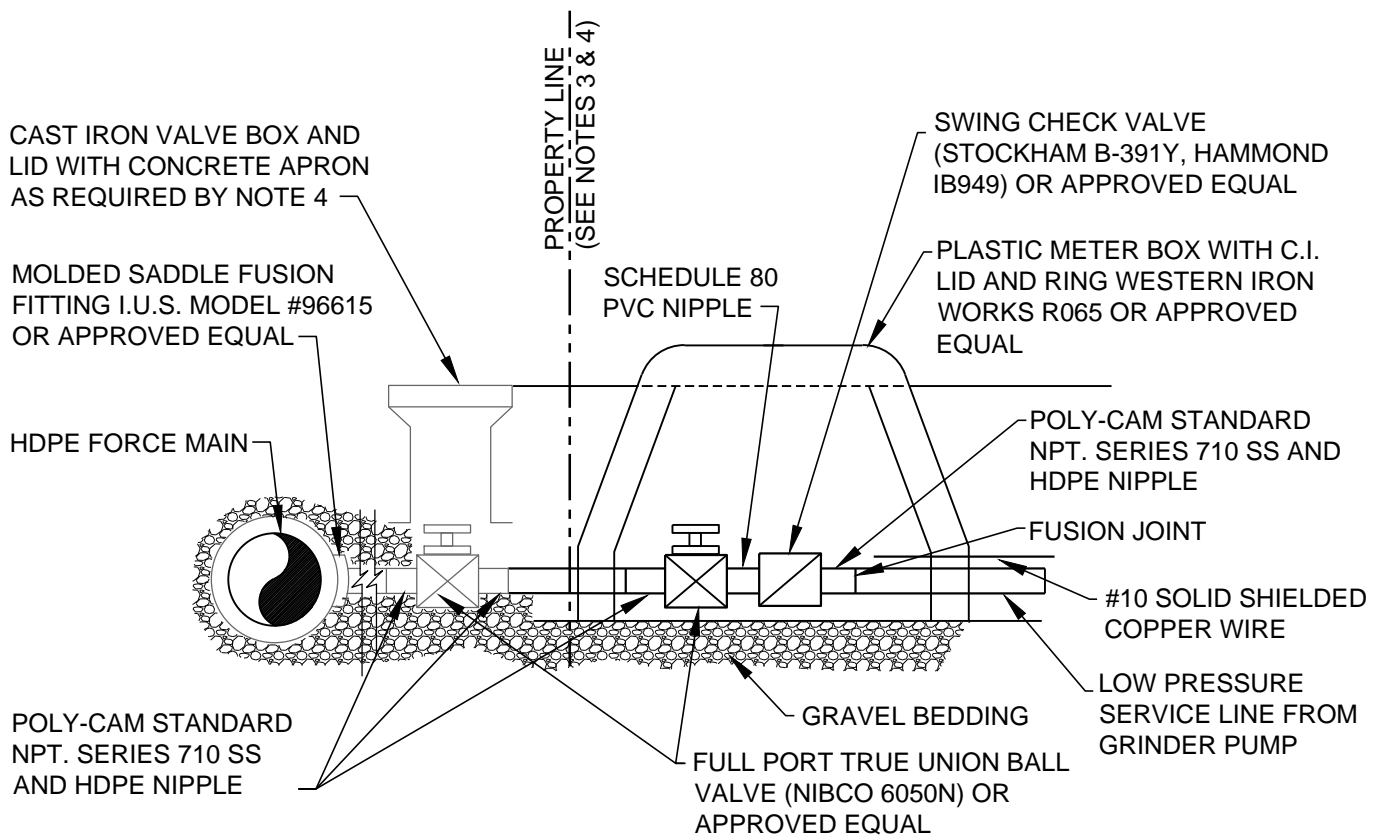 PROPERTY LINE
(SEE NOTES 3 & 4)
CAST IRON VALVE BOX AND
LID WITH CONCRETE APRON
AS REQUIRED BY NOTE 4
SWING CHECK VALVE
(STOCKHAM B-391Y, HAMMOND
IB949) OR APPROVED EQUAL
MOLDED SADDLE FUSION
FITTING I.U.S. MODEL #96615
OR APPROVED EQUAL
SCHEDULE 80
PVC NIPPLE
PLASTIC METER BOX WITH C.I.
LID AND RING WESTERN IRON
WORKS R065 OR APPROVED
EQUAL
HDPE FORCE MAIN
POLY-CAM STANDARD
NPT. SERIES 710 SS AND
HDPE NIPPLE
FUSION JOINT
#10 SOLID SHIELDED
COPPER WIRE
LOW PRESSURE
SERVICE LINE FROM
GRINDER PUMP
GRAVEL BEDDING
POLY-CAM STANDARD
NPT. SERIES 710 SS
AND HDPE NIPPLE
FULL PORT TRUE UNION BALL
VALVE (NIBCO 6050N) OR
APPROVED EQUAL